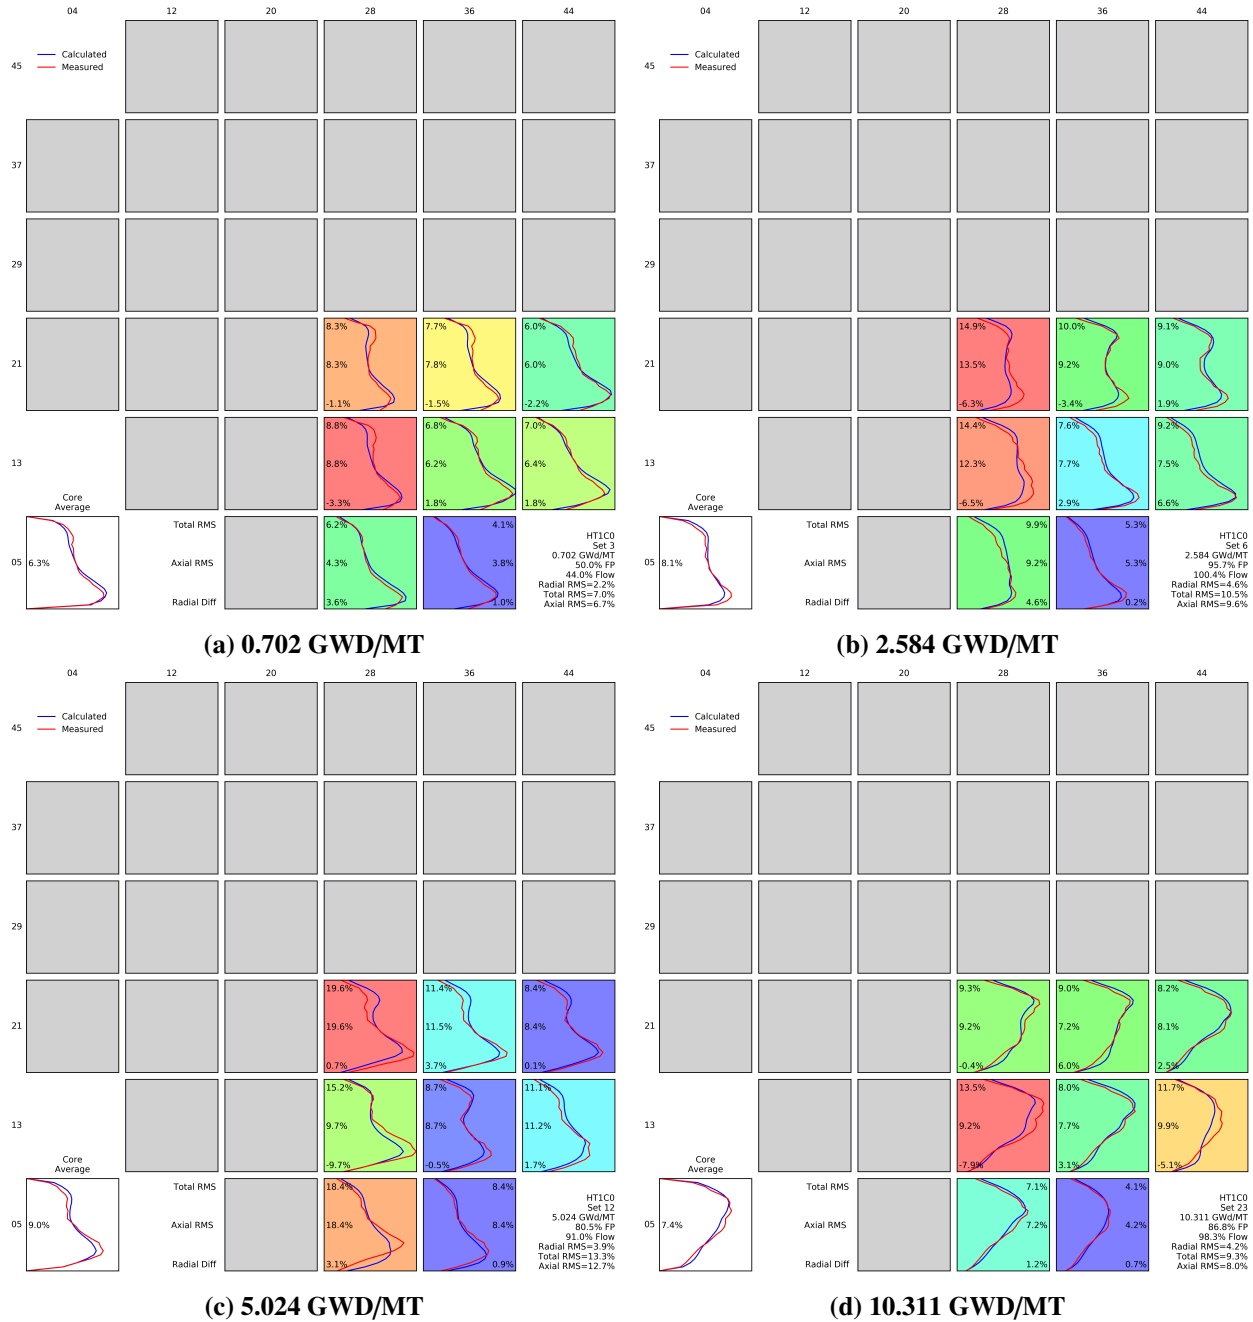 04 12 20 28 36 44
45
Calculated
Measured
37
29
21
8.3% 7.7% 6.0%
8.3% 7.8% 6.0%
-1.1% -1.5% -2.2%
13
8.8% 6.8% 7.0%
8.8% 6.2% 6.4%
-3.3% 1.8% 1.8%
Core
Average
05
6.3%
Total RMS
Axial RMS
Radial Diff
6.2% 4.1%
4.3% 3.8%
3.6% 1.0%
HT1C0
Set 3
0.702 GWd/MT
50.0% FP
44.0% Flow
Radial RMS=2.2%
Total RMS=7.0%
Axial RMS=6.7%
(a) 0.702 GWD/MT
04 12 20 28 36 44
45
Calculated
Measured
37
29
21
14.9% 10.0% 9.1%
13.5% 9.2% 9.0%
-6.3% -3.4% 1.9%
13
14.4% 7.6% 9.2%
12.3% 7.7% 7.5%
-6.5% 2.9% 6.6%
Core
Average
05
8.1%
Total RMS
Axial RMS
Radial Diff
9.9% 5.3%
9.2% 5.3%
4.6% 0.2%
HT1C0
Set 6
2.584 GWd/MT
95.7% FP
100.4% Flow
Radial RMS=4.6%
Total RMS=10.5%
Axial RMS=9.6%
(b) 2.584 GWD/MT
04 12 20 28 36 44
45
Calculated
Measured
37
29
21
19.6% 11.4% 8.4%
19.6% 11.5% 8.4%
0.7% 3.7% 0.1%
13
15.2% 8.7% 11.1%
9.7% 8.7% 11.2%
-9.7% -0.5% 1.7%
Core
Average
05
9.0%
Total RMS
Axial RMS
Radial Diff
18.4% 8.4%
18.4% 8.4%
3.1% 0.9%
HT1C0
Set 12
5.024 GWd/MT
80.5% FP
91.0% Flow
Radial RMS=3.9%
Total RMS=13.3%
Axial RMS=12.7%
(c) 5.024 GWD/MT
04 12 20 28 36 44
45
Calculated
Measured
37
29
21
9.3% 9.0% 8.2%
9.2% 7.2% 8.1%
-0.4% 6.0% 2.5%
13
13.5% 8.0% 11.7%
9.2% 7.7% 9.9%
-7.9% 3.1% -5.1%
Core
Average
05
7.4%
Total RMS
Axial RMS
Radial Diff
7.1% 4.1%
7.2% 4.2%
1.2% 0.7%
HT1C0
Set 23
10.311 GWd/MT
86.8% FP
98.3% Flow
Radial RMS=4.2%
Total RMS=9.3%
Axial RMS=8.0%
(d) 10.311 GWD/MT